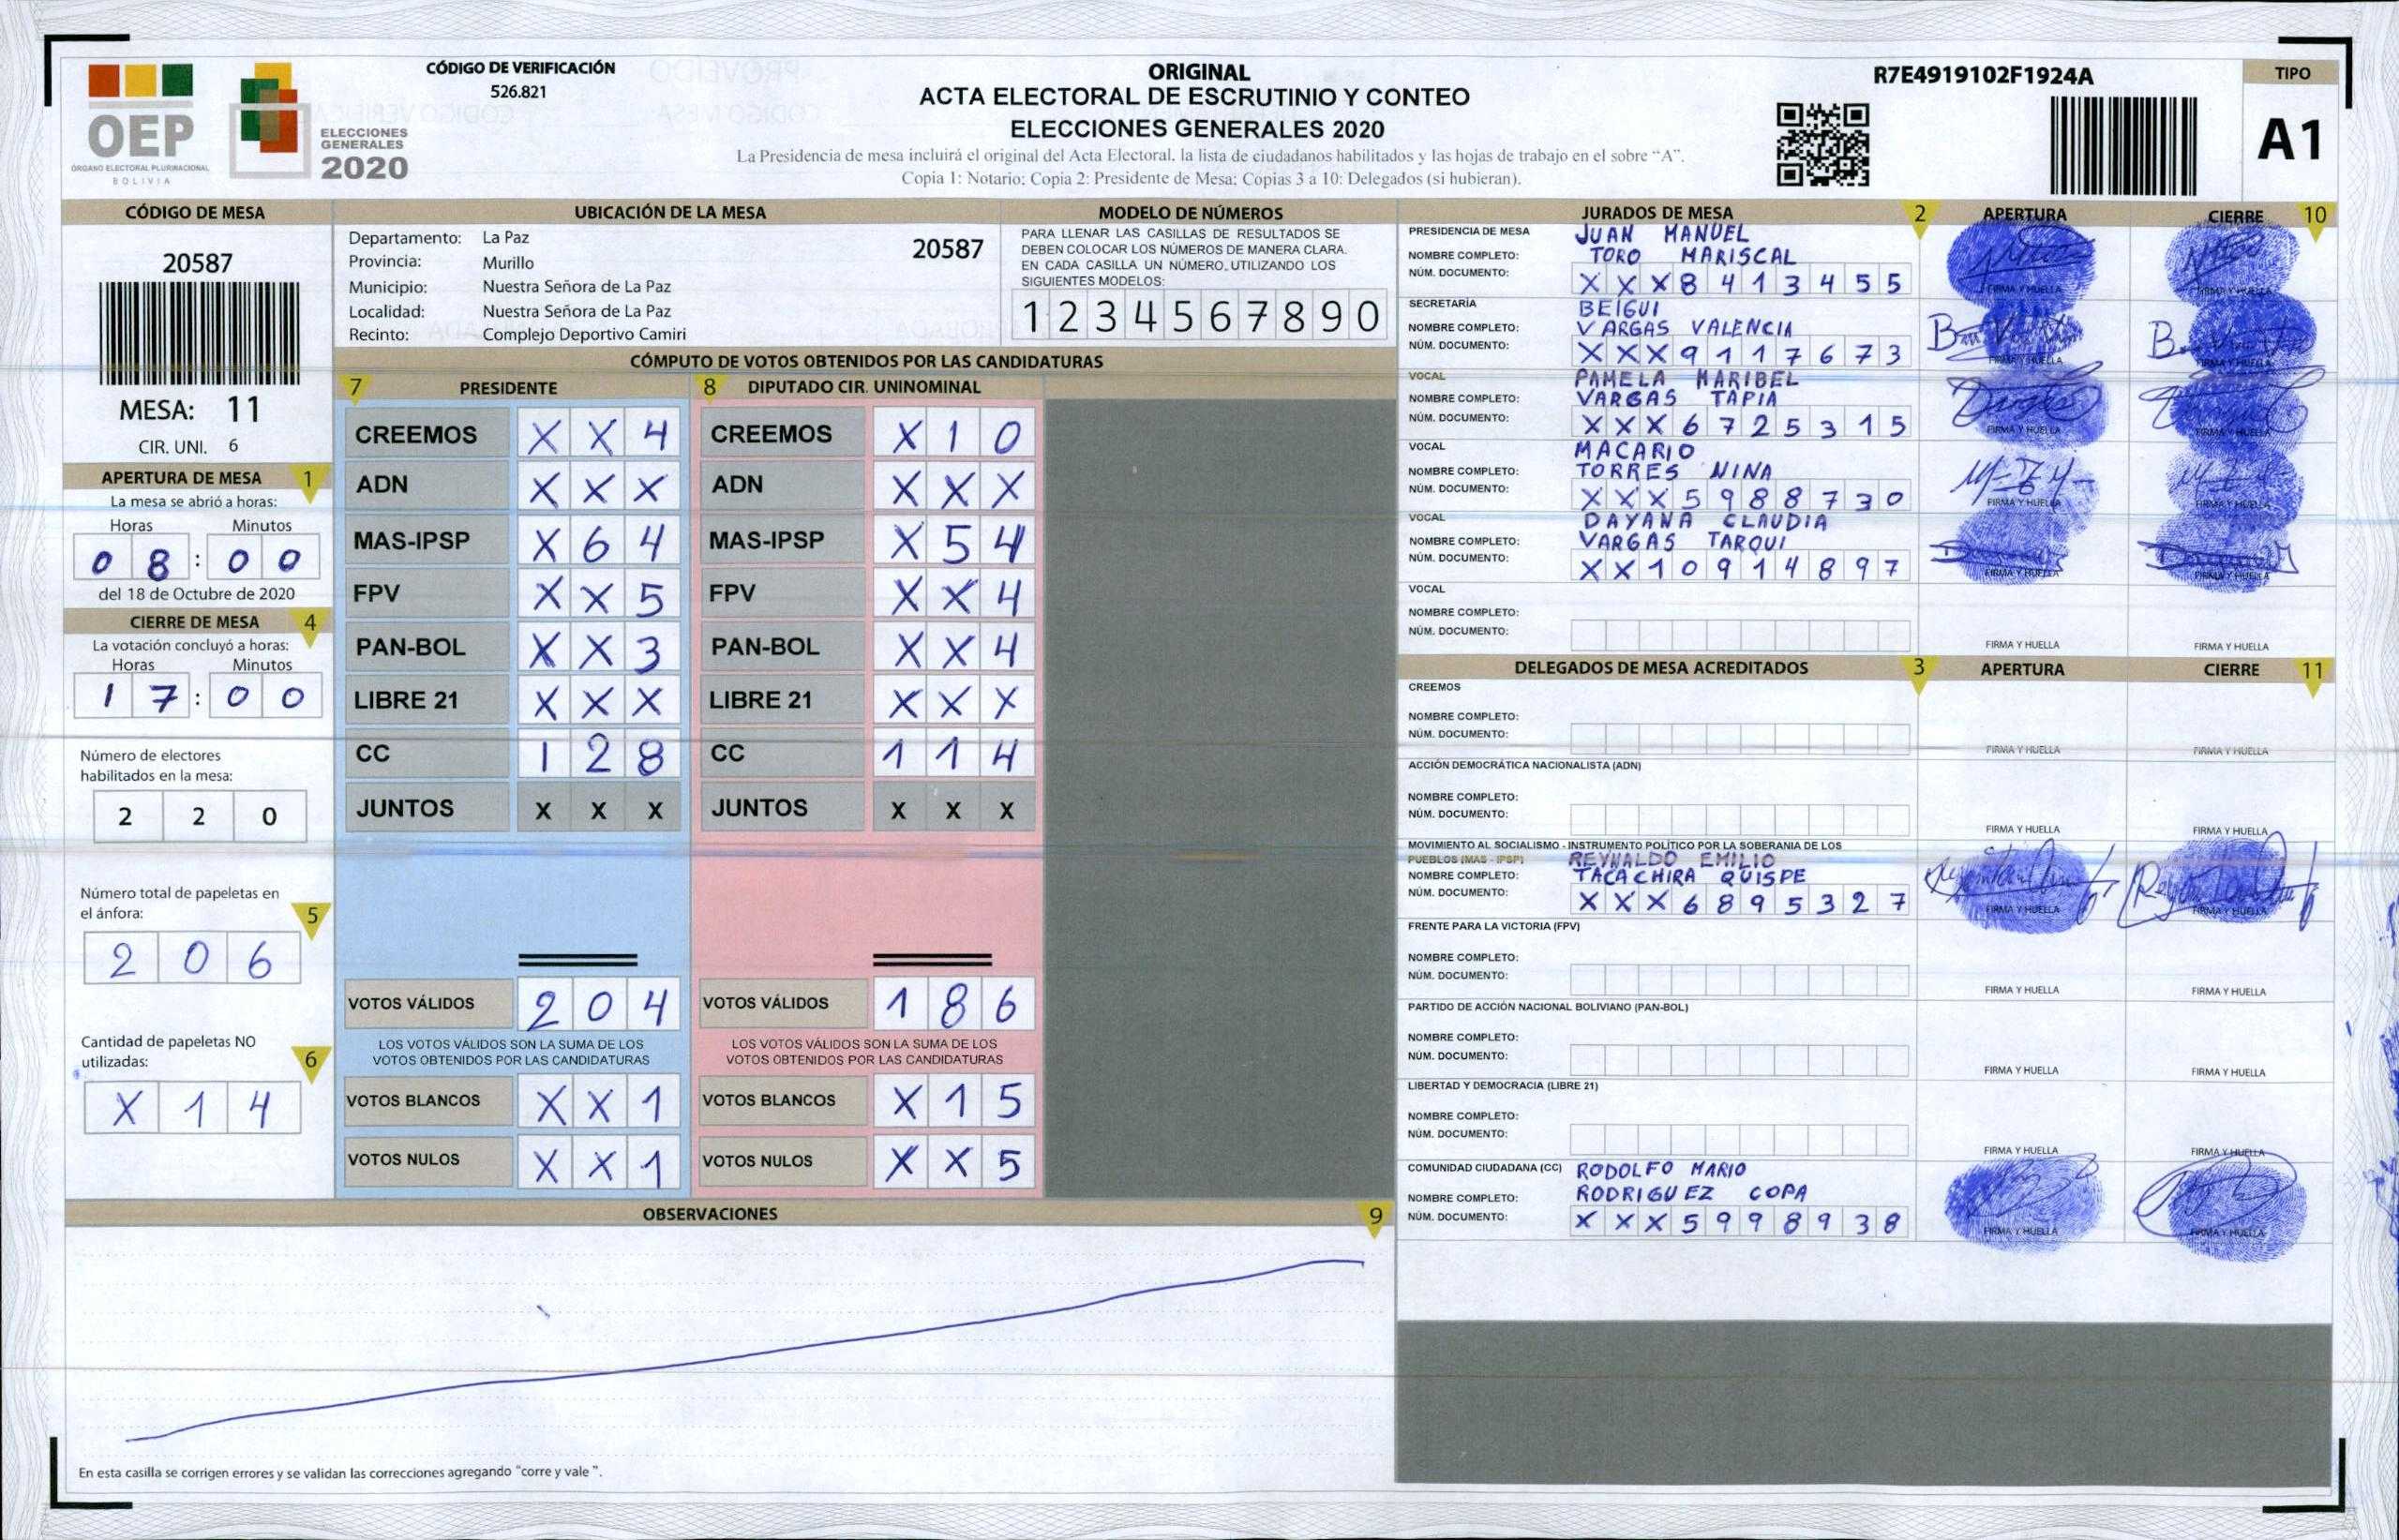 OEP
ÓRGANO ELECTORAL PLURINACIONAL
BOLIVIA
ELECCIONES
GENERALES
2020
CÓDIGO DE VERIFICACIÓN
526.821
ORIGINAL
ACTA ELECTORAL DE ESCRUTINIO Y CONTEO
ELECCIONES GENERALES 2020
La Presidencia de mesa incluirá el original del Acta Electoral, la lista de ciudadanos habilitados y las hojas de trabajo en el sobre "A".
Copia 1: Notario; Copia 2: Presidente de Mesa; Copias 3 a 10: Delegados (si hubieran).
R7E4919102F1924A
TIPO
A1
CÓDIGO DE MESA
20587
MESA: 11
CIR. UNI. 6
APERTURA DE MESA 1
La mesa se abrió a horas:
Horas Minutos
0 8 : 0 0
del 18 de Octubre de 2020
CIERRE DE MESA 4
La votación concluyó a horas:
Horas Minutos
1 7 : 0 0
Número de electores
habilitados en la mesa:
2 2 0
Número total de papeletas en
el ánfora: 5
2 0 6
Cantidad de papeletas NO
utilizadas: 6
X 1 4
UBICACIÓN DE LA MESA
Departamento: La Paz 20587
Provincia: Murillo
Municipio: Nuestra Señora de La Paz
Localidad: Nuestra Señora de La Paz
Recinto: Complejo Deportivo Camiri
MODELO DE NÚMEROS
PARA LLENAR LAS CASILLAS DE RESULTADOS SE
DEBEN COLOCAR LOS NÚMEROS DE MANERA CLARA.
EN CADA CASILLA UN NÚMERO, UTILIZANDO LOS
SIGUIENTES MODELOS:
1 2 3 4 5 6 7 8 9 0
CÓMPUTO DE VOTOS OBTENIDOS POR LAS CANDIDATURAS
7 PRESIDENTE 8 DIPUTADO CIR. UNINOMINAL
CREEMOS X X 4 CREEMOS X 1 0
ADN X X X ADN X X X
MAS-IPSP X 6 4 MAS-IPSP X 5 4
FPV X X 5 FPV X X 4
PAN-BOL X X 3 PAN-BOL X X 4
LIBRE 21 X X X LIBRE 21 X X X
CC 1 2 8 CC 1 1 4
JUNTOS X X X JUNTOS X X X
VOTOS VÁLIDOS 2 0 4 VOTOS VÁLIDOS 1 8 6
LOS VOTOS VÁLIDOS SON LA SUMA DE LOS LOS VOTOS VÁLIDOS SON LA SUMA DE LOS
VOTOS OBTENIDOS POR LAS CANDIDATURAS VOTOS OBTENIDOS POR LAS CANDIDATURAS
VOTOS BLANCOS X X 1 VOTOS BLANCOS X 1 5
VOTOS NULOS X X 1 VOTOS NULOS X X 5
OBSERVACIONES 9
En esta casilla se corrigen errores y se validan las correcciones agregando "corre y vale ".
JURADOS DE MESA 2 APERTURA CIERRE 10
PRESIDENCIA DE MESA JUAN MANUEL
NOMBRE COMPLETO: TORO MARISCAL
NÚM. DOCUMENTO: X X X 8 4 1 3 4 5 5 FIRMA Y HUELLA FIRMA Y HUELLA
SECRETARÍA BEIGUI
NOMBRE COMPLETO: VARGAS VALENCIA
NÚM. DOCUMENTO: X X X 9 1 1 7 6 7 3 FIRMA Y HUELLA FIRMA Y HUELLA
VOCAL PAMELA MARIBEL
NOMBRE COMPLETO: VARGAS TAPIA
NÚM. DOCUMENTO: X X X 6 7 2 5 3 1 5 FIRMA Y HUELLA FIRMA Y HUELLA
VOCAL MACARIO
NOMBRE COMPLETO: TORRES NINA
NÚM. DOCUMENTO: X X X 5 9 8 8 7 3 0 FIRMA Y HUELLA FIRMA Y HUELLA
VOCAL DAYANA CLAUDIA
NOMBRE COMPLETO: VARGAS TARQUI
NÚM. DOCUMENTO: X X 1 0 9 1 4 8 9 7 FIRMA Y HUELLA FIRMA Y HUELLA
VOCAL
NOMBRE COMPLETO:
NÚM. DOCUMENTO: FIRMA Y HUELLA FIRMA Y HUELLA
DELEGADOS DE MESA ACREDITADOS 3 APERTURA CIERRE 11
CREEMOS
NOMBRE COMPLETO:
NÚM. DOCUMENTO: FIRMA Y HUELLA FIRMA Y HUELLA
ACCIÓN DEMOCRÁTICA NACIONALISTA (ADN)
NOMBRE COMPLETO:
NÚM. DOCUMENTO: FIRMA Y HUELLA FIRMA Y HUELLA
MOVIMIENTO AL SOCIALISMO - INSTRUMENTO POLÍTICO POR LA SOBERANIA DE LOS
PUEBLOS (MAS - IPSP) REYNALDO EMILIO
NOMBRE COMPLETO: TACACHIRA QUISPE
NÚM. DOCUMENTO: X X X 6 8 9 5 3 2 7 FIRMA Y HUELLA FIRMA Y HUELLA
FRENTE PARA LA VICTORIA (FPV)
NOMBRE COMPLETO:
NÚM. DOCUMENTO: FIRMA Y HUELLA FIRMA Y HUELLA
PARTIDO DE ACCIÓN NACIONAL BOLIVIANO (PAN-BOL)
NOMBRE COMPLETO:
NÚM. DOCUMENTO: FIRMA Y HUELLA FIRMA Y HUELLA
LIBERTAD Y DEMOCRACIA (LIBRE 21)
NOMBRE COMPLETO:
NÚM. DOCUMENTO: FIRMA Y HUELLA FIRMA Y HUELLA
COMUNIDAD CIUDADANA (CC) RODOLFO MARIO
NOMBRE COMPLETO: RODRIGUEZ COPA
NÚM. DOCUMENTO: X X X 5 9 9 8 9 3 8 FIRMA Y HUELLA FIRMA Y HUELLA